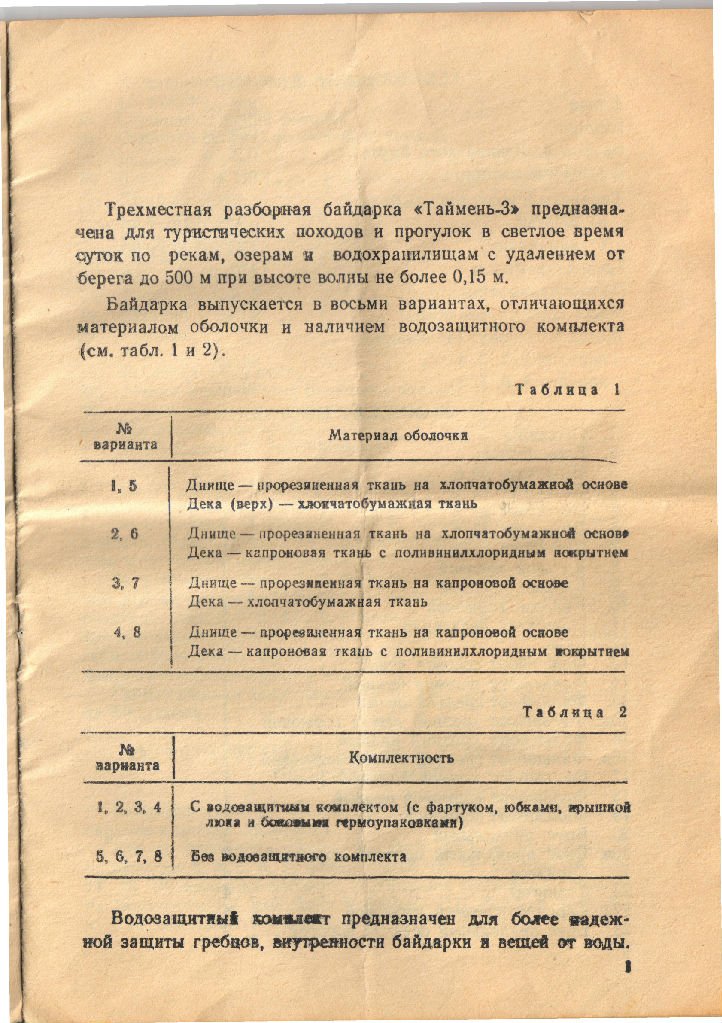 Трехместная разборная байдарка «Таймень-3» предназна-
чена для туристических походов и прогулок в светлое время
суток по рекам, озерам и водохранилищам с удалением от
берега до 500 м при высоте волны не более 0,15 м.
Байдарка выпускается в восьми вариантах, отличающихся
материалом оболочки и наличием водозащитного комплекта
(см. табл. 1 и 2).
Таблица 1
№ варианта
Материал оболочки
1, 5
Днище — прорезиненная ткань на хлопчатобумажной основе
Дека (верх) — хлопчатобумажная ткань
2, 6
Днище — прорезиненная ткань на хлопчатобумажной основе
Дека — капроновая ткань с поливинилхлоридным покрытием
3, 7
Днище — прорезиненная ткань на капроновой основе
Дека — хлопчатобумажная ткань
4, 8
Днище — прорезиненная ткань на капроновой основе
Дека — капроновая ткань с поливинилхлоридным покрытием
Таблица 2
№ варианта
Комплектность
1, 2, 3, 4
С водозащитным комплектом (с фартуком, юбками, крышкой
люка и боковыми гермоупаковками)
5, 6, 7, 8
Без водозащитного комплекта
Водозащитный комплект предназначен для более надеж-
ной защиты гребцов, внутренности байдарки и вещей от воды.
1